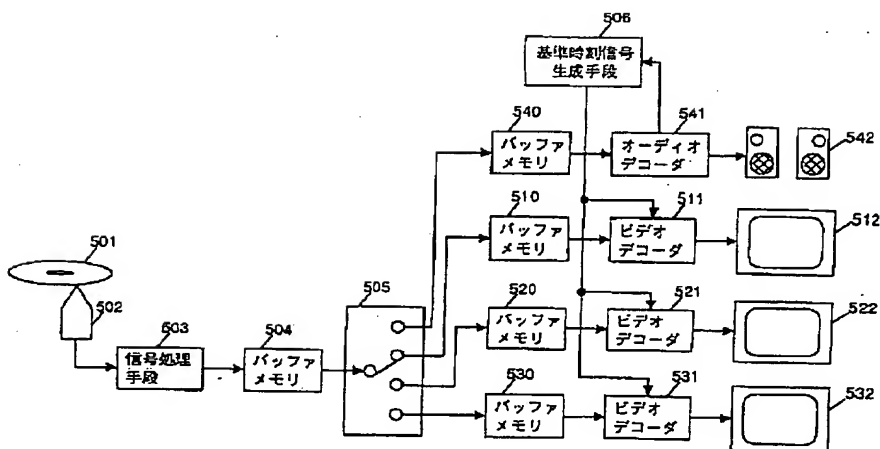 506
基準時刻信号
生成手段
540
バッファ
メモリ
541
オーディオ
デコーダ
542
510
バッファ
メモリ
511
ビデオ
デコーダ
512
501
502
503
信号処理
手段
504
バッファ
メモリ
505
520
バッファ
メモリ
521
ビデオ
デコーダ
522
530
バッファ
メモリ
531
ビデオ
デコーダ
532